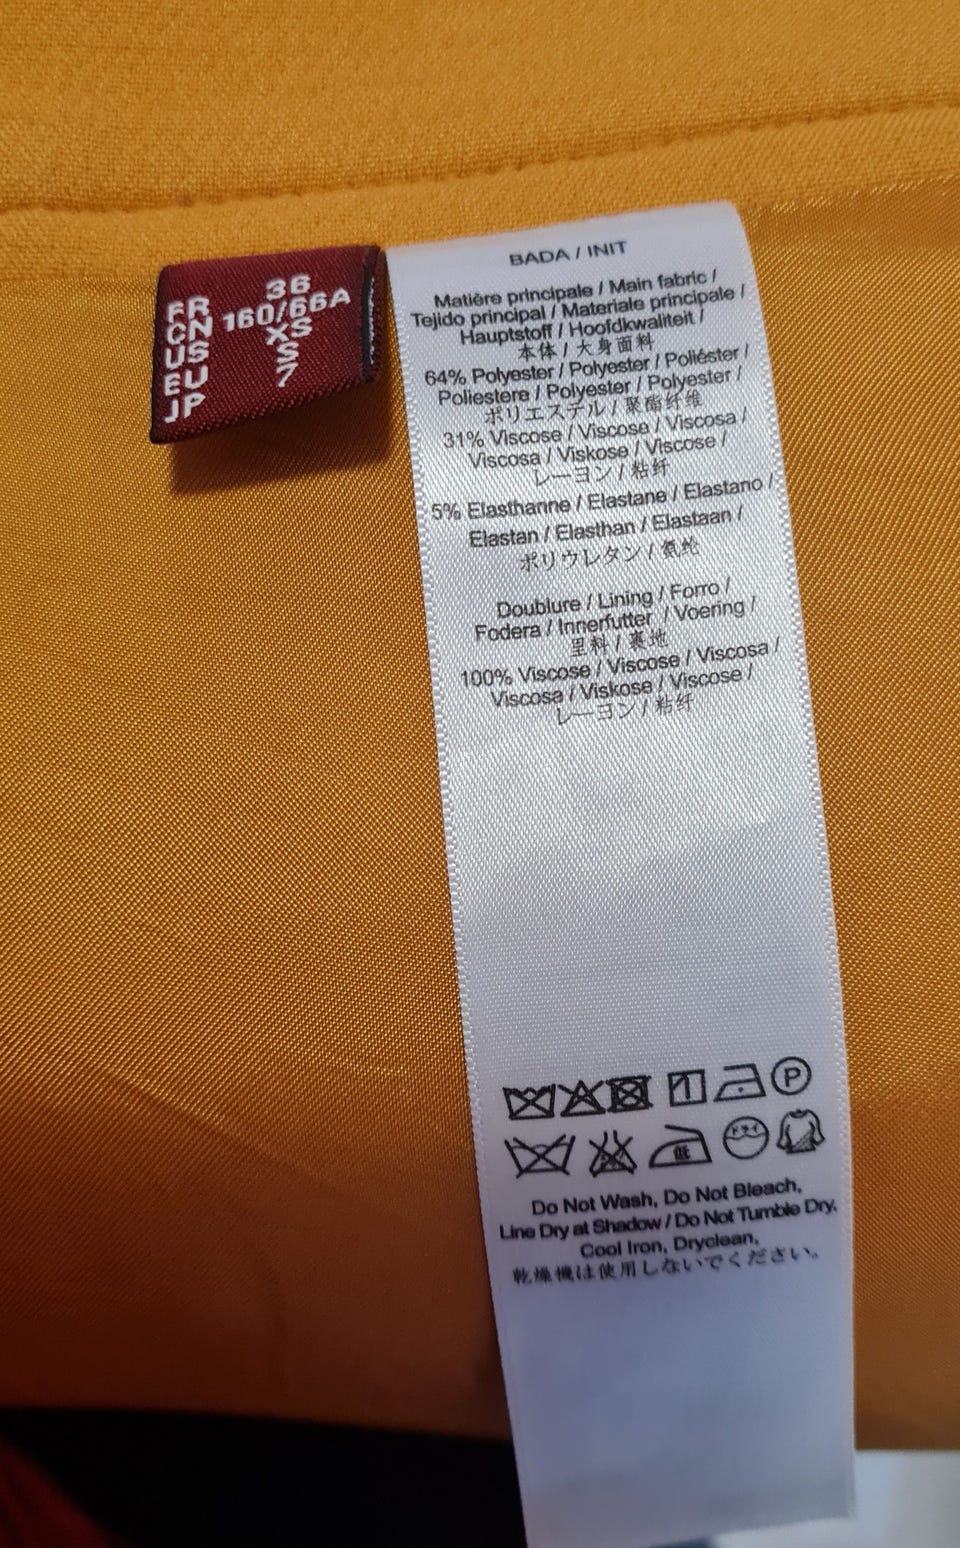 FR 36
CN 160/66A
US XS
EU S
JP 7
BADA / INIT
Matière principale / Main fabric /
Tejido principal / Materiale principale /
Hauptstoff / Hoofdkwaliteit /
本体 / 大身面料
64% Polyester / Polyester / Poliéster /
Poliestere / Polyester / Polyester /
ポリエステル / 聚酯纤维
31% Viscose / Viscose / Viscosa /
Viscosa / Viskose / Viscose /
レーヨン / 粘纤
5% Elasthanne / Elastane / Elastano /
Elastan / Elasthan / Elastaan /
ポリウレタン / 氨纶
Doublure / Lining / Forro /
Fodera / Innerfutter / Voering /
里料 / 裏地
100% Viscose / Viscose / Viscosa /
Viscosa / Viskose / Viscose /
レーヨン / 粘纤
P
低 ドライ
Do Not Wash, Do Not Bleach,
Line Dry at Shadow / Do Not Tumble Dry,
Cool Iron, Dryclean,
乾燥機は使用しないでください。